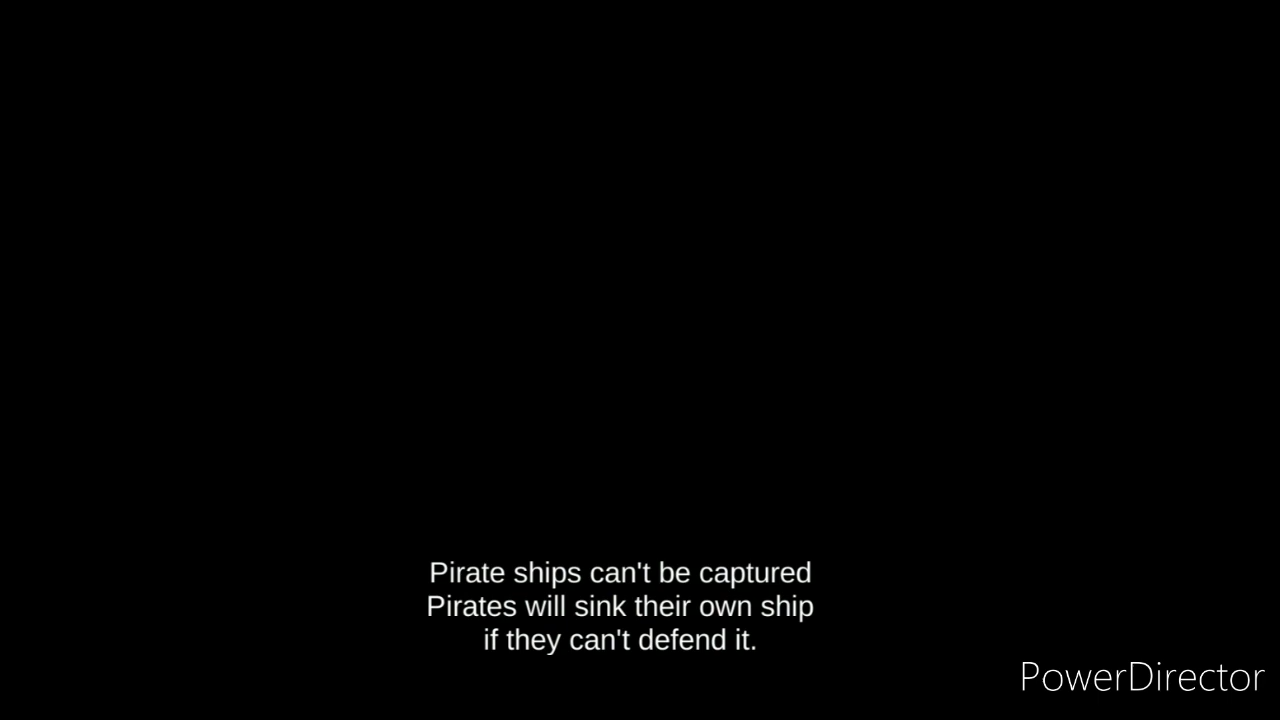 Pirate ships can't be captured
Pirates will sink their own ship
if they can't defend it.
PowerDirector